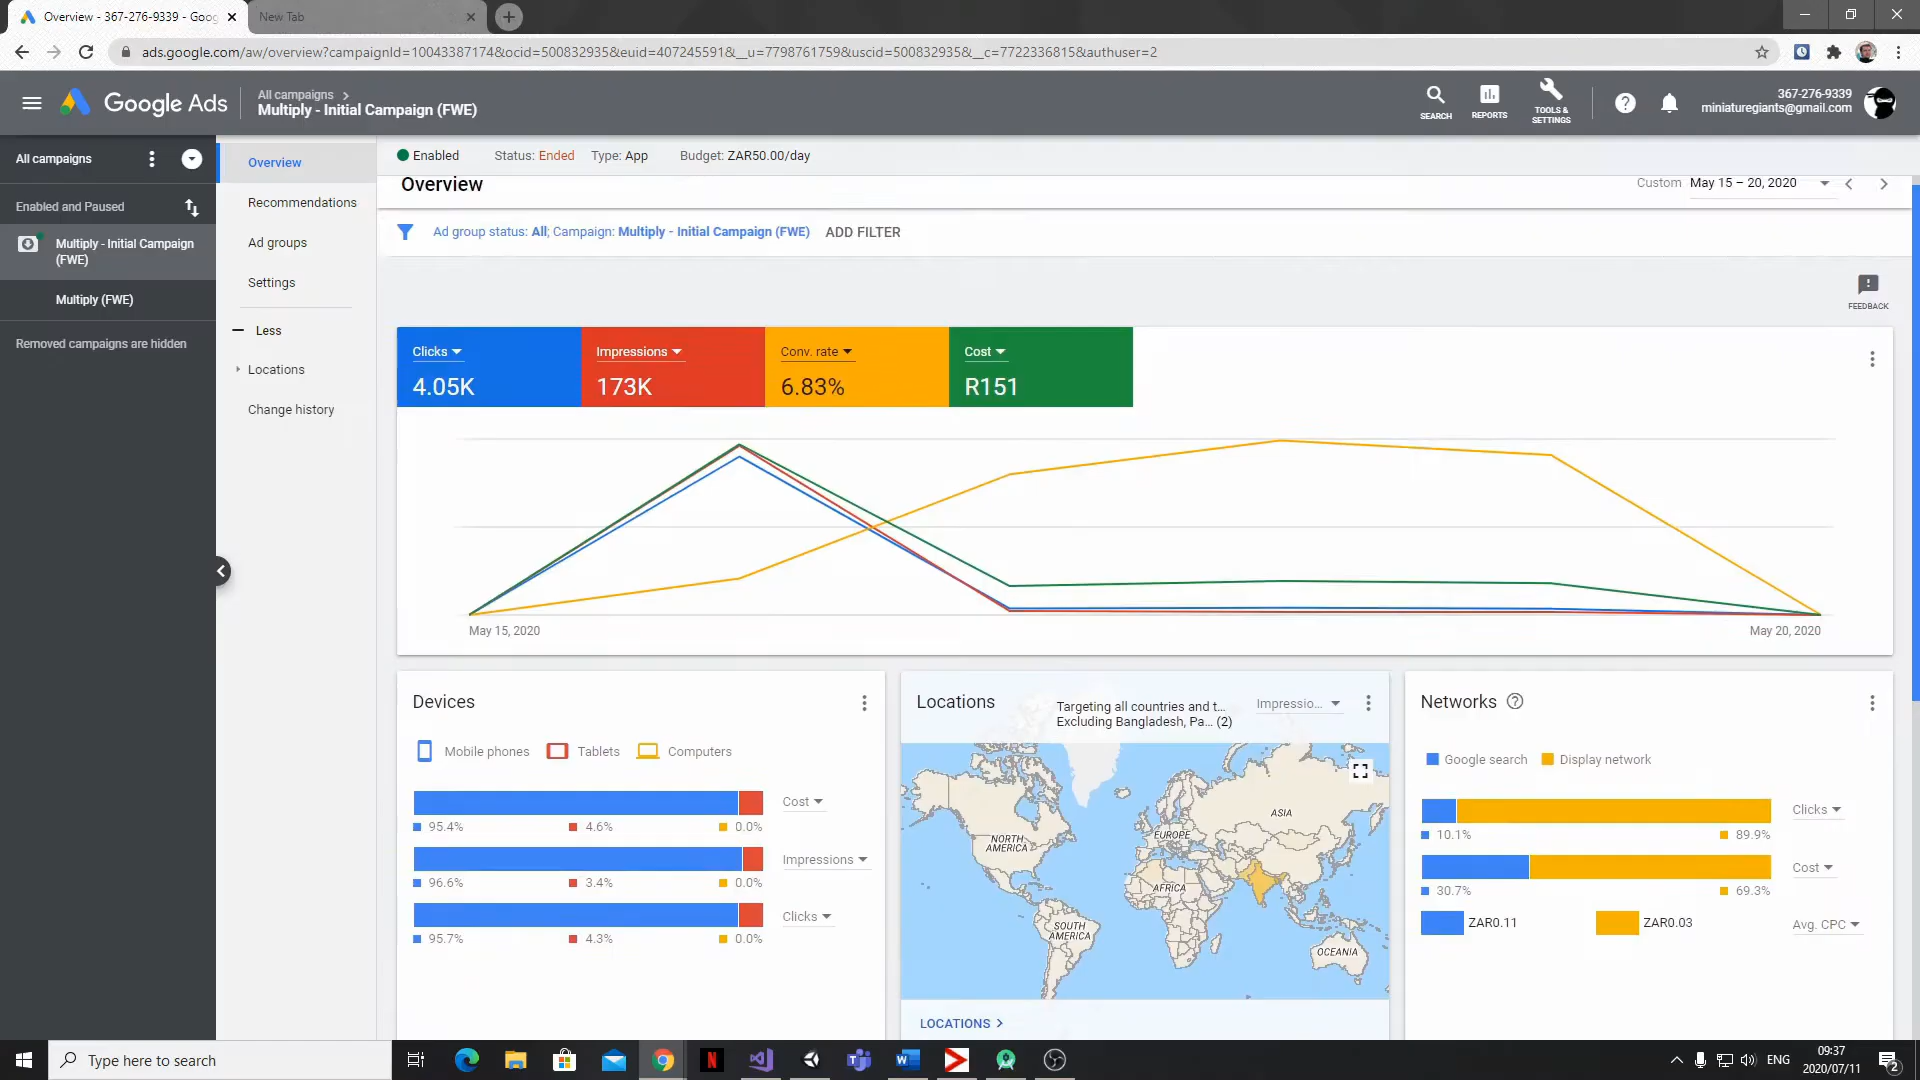 Overview - 367-276-9339 - Goog
New Tab
ads.google.com/aw/overview?campaignId=10043387174&ocid=500832935&euid=407245591&__u=7798761759&uscid=500832935&__c=7722336815&authuser=2
Google Ads
All campaigns
Multiply - Initial Campaign (FWE)
SEARCH
REPORTS
TOOLS &
SETTINGS
367-276-9339
miniaturegiants@gmail.com
All campaigns
Enabled and Paused
Multiply - Initial Campaign
(FWE)
Multiply (FWE)
Removed campaigns are hidden
Overview
Recommendations
Ad groups
Settings
Less
Locations
Change history
Enabled Status: Ended Type: App Budget: ZAR50.00/day
Overview
Custom May 15 – 20, 2020
Ad group status: All; Campaign: Multiply - Initial Campaign (FWE) ADD FILTER
FEEDBACK
Clicks
4.05K
Impressions
173K
Conv. rate
6.83%
Cost
R151
May 15, 2020
May 20, 2020
Devices
Mobile phones
Tablets
Computers
Cost
95.4% 4.6% 0.0%
Impressions
96.6% 3.4% 0.0%
Clicks
95.7% 4.3% 0.0%
Locations
Targeting all countries and t...
Excluding Bangladesh, Pa... (2)
Impressio...
NORTH
AMERICA
EUROPE
ASIA
AFRICA
SOUTH
AMERICA
OCEANIA
LOCATIONS
Networks
Google search
Display network
Clicks
10.1% 89.9%
Cost
30.7% 69.3%
ZAR0.11
ZAR0.03
Avg. CPC
Type here to search
ENG
09:37
2020/07/11
2